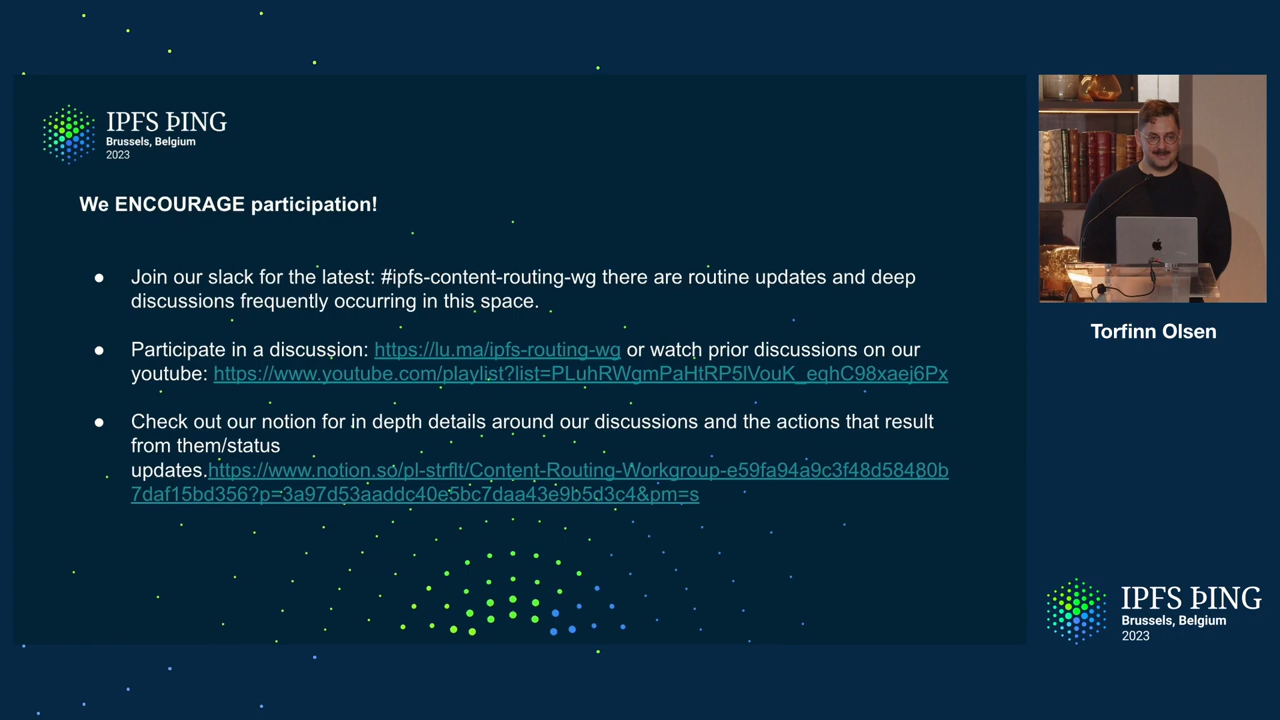 IPFS ÞING
Brussels, Belgium
2023
We ENCOURAGE participation!
● Join our slack for the latest: #ipfs-content-routing-wg there are routine updates and deep
discussions frequently occurring in this space.
● Participate in a discussion: https://lu.ma/ipfs-routing-wg or watch prior discussions on our
youtube: https://www.youtube.com/playlist?list=PLuhRWgmPaHtRP5lVouK_eqhC98xaej6Px
● Check out our notion for in depth details around our discussions and the actions that result
from them/status
updates.https://www.notion.so/pl-strflt/Content-Routing-Workgroup-e59fa94a9c3f48d58480b
7daf15bd356?p=3a97d53aaddc40e5bc7daa43e9b5d3c4&pm=s
Torfinn Olsen
IPFS ÞING
Brussels, Belgium
2023